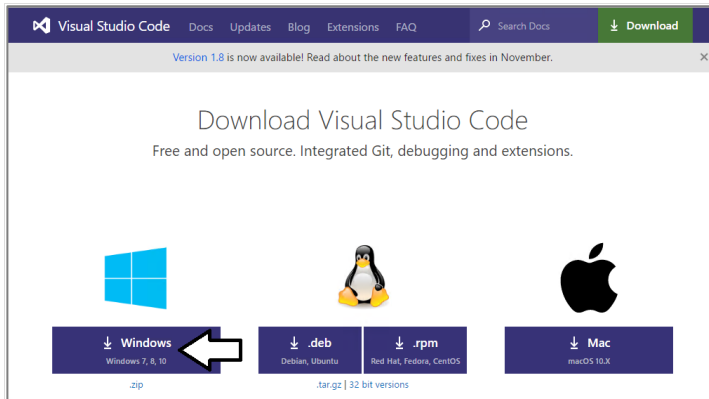 Visual Studio Code Docs Updates Blog Extensions FAQ Search Docs Download
Version 1.8 is now available! Read about the new features and fixes in November.
Download Visual Studio Code
Free and open source. Integrated Git, debugging and extensions.
Windows
Windows 7, 8, 10
.deb
Debian, Ubuntu
.rpm
Red Hat, Fedora, CentOS
Mac
macOS 10.X
.zip
.tar.gz | 32 bit versions